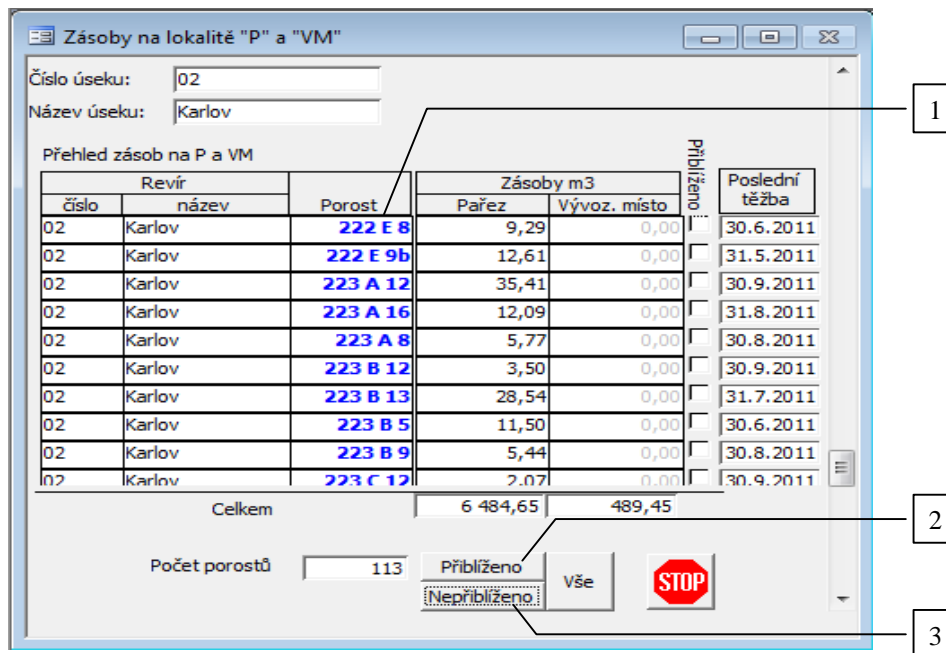 Zásoby na lokalitě "P" a "VM"
Číslo úseku: 02
Název úseku: Karlov
1
Přehled zásob na P a VM
Revír Porost Zásoby m3 Přiblíženo Poslední těžba
číslo název Pařez Vývoz. místo
02 Karlov 222 E 8 9,29 0,00 30.6.2011
02 Karlov 222 E 9b 12,61 0,00 31.5.2011
02 Karlov 223 A 12 35,41 0,00 30.9.2011
02 Karlov 223 A 16 12,09 0,00 31.8.2011
02 Karlov 223 A 8 5,77 0,00 30.8.2011
02 Karlov 223 B 12 3,50 0,00 30.9.2011
02 Karlov 223 B 13 28,54 0,00 31.7.2011
02 Karlov 223 B 5 11,50 0,00 30.6.2011
02 Karlov 223 B 9 5,44 0,00 30.8.2011
02 Karlov 223 C 12 2,07 0,00 30.9.2011
Celkem 6 484,65 489,45
2
Počet porostů 113 Přiblíženo Vše STOP
Nepřiblíženo
3